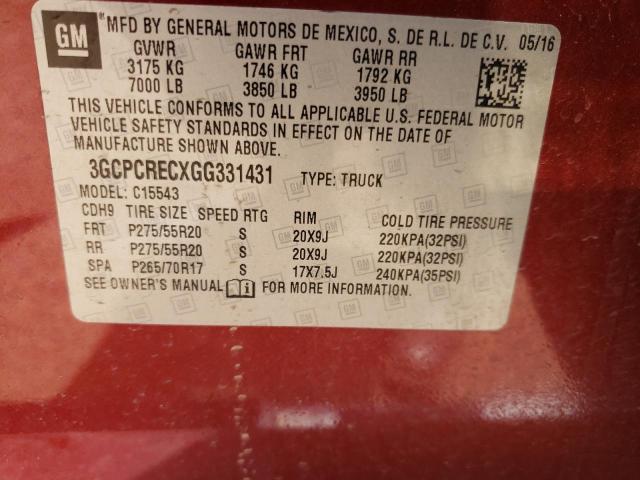 GM MFD BY GENERAL MOTORS DE MEXICO, S. DE R.L. DE C.V. 05/16
GVWR GAWR FRT GAWR RR
3175 KG 1746 KG 1792 KG
7000 LB 3850 LB 3950 LB
THIS VEHICLE CONFORMS TO ALL APPLICABLE U.S. FEDERAL MOTOR
VEHICLE SAFETY STANDARDS IN EFFECT ON THE DATE OF
MANUFACTURE SHOWN ABOVE.
3GCPCRECXGG331431 TYPE: TRUCK
MODEL: C15543
CDH9 TIRE SIZE SPEED RTG RIM COLD TIRE PRESSURE
FRT P275/55R20 S 20X9J 220KPA(32PSI)
RR P275/55R20 S 20X9J 220KPA(32PSI)
SPA P265/70R17 S 17X7.5J 240KPA(35PSI)
SEE OWNER'S MANUAL FOR MORE INFORMATION.